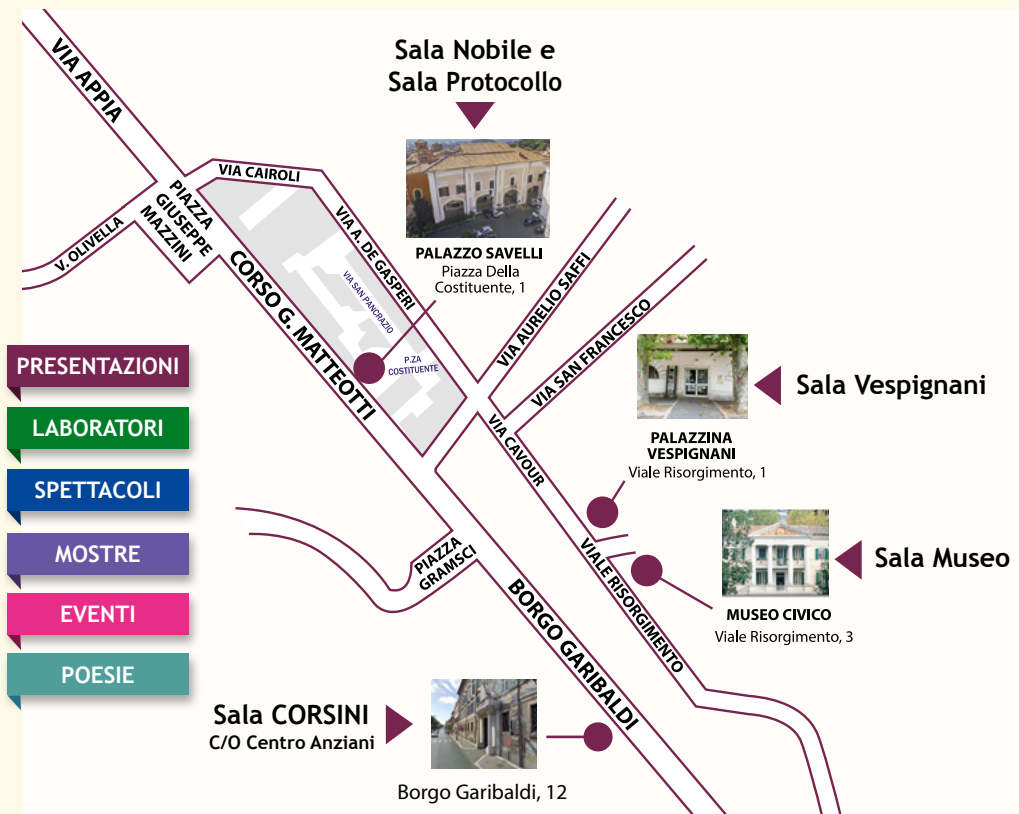 Sala Nobile e
Sala Protocollo
VIA APPIA
VIA CAIROLI
PIAZZA
GIUSEPPE
MAZZINI
V. OLIVELLA
VIA A. DE GASPERI
PALAZZO SAVELLI
Piazza Della
Costituente, 1
VIA SAN PANCRAZIO
CORSO G. MATTEOTTI
P.ZA
COSTITUENTE
VIA AURELIO SAFFI
VIA SAN FRANCESCO
PRESENTAZIONI
LABORATORI
SPETTACOLI
MOSTRE
EVENTI
POESIE
Sala Vespignani
PALAZZINA
VESPIGNANI
Viale Risorgimento, 1
VIA CAVOUR
VIALE RISORGIMENTO
Sala Museo
MUSEO CIVICO
Viale Risorgimento, 3
PIAZZA
GRAMSCI
BORGO GARIBALDI
Sala CORSINI
C/O Centro Anziani
Borgo Garibaldi, 12